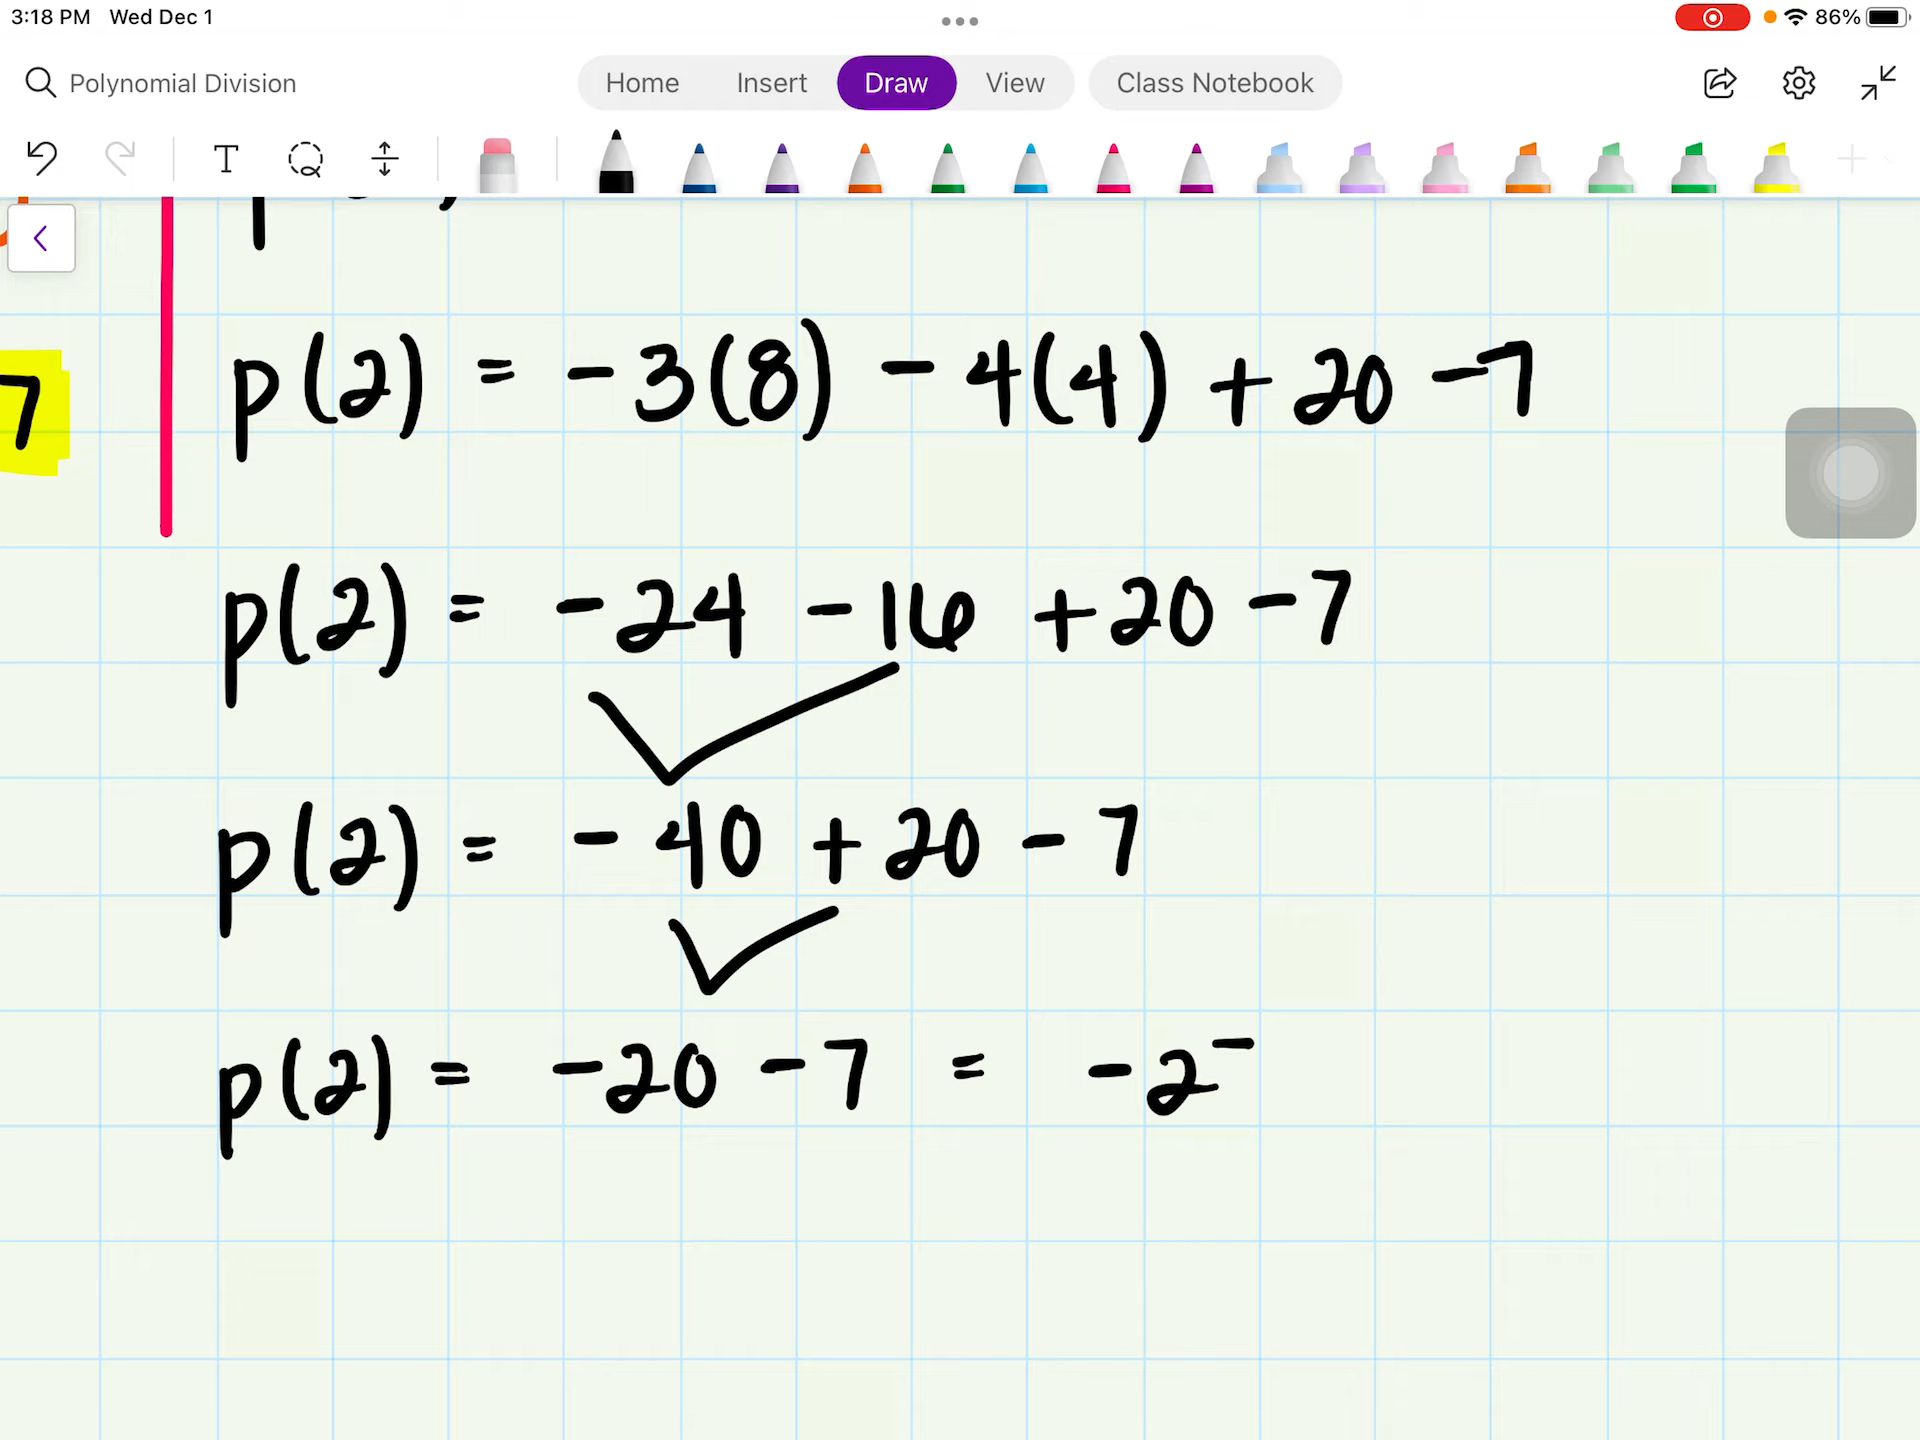 3:18 PM Wed Dec 1 86%
Polynomial Division Home Insert Draw View Class Notebook
T
7
p(2) = -3(8) - 4(4) + 20 - 7
p(2) = -24 - 16 + 20 - 7
p(2) = - 40 + 20 - 7
p(2) = -20 - 7 = -2